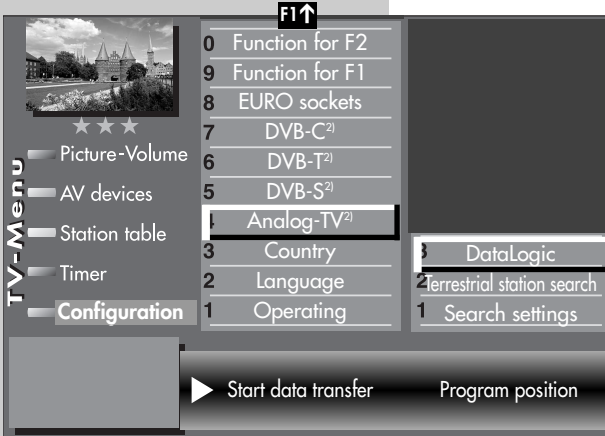 F1↑
0 Function for F2
9 Function for F1
8 EURO sockets
7 DVB-C2)
6 DVB-T2)
5 DVB-S2)
4 Analog-TV2)
3 Country
2 Language
1 Operating
TV-Menu
Picture-Volume
AV devices
Station table
Timer
Configuration
3 DataLogic
2 Terrestrial station search
1 Search settings
Start data transfer
Program position